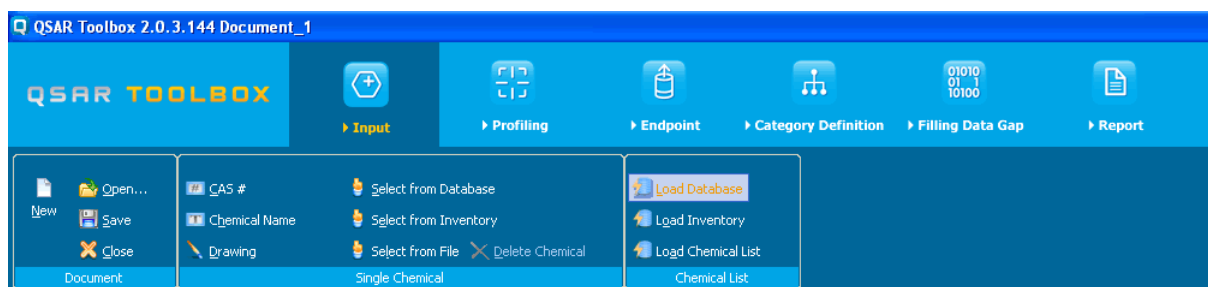 QSAR Toolbox 2.0.3.144 Document_1
QSAR TOOLBOX
Input
Profiling
Endpoint
Category Definition
Filling Data Gap
Report
01010
01 1
10100
New
Open...
Save
Close
Document
CAS #
Chemical Name
Drawing
Select from Database
Select from Inventory
Select from File
Delete Chemical
Single Chemical
Load Database
Load Inventory
Load Chemical List
Chemical List